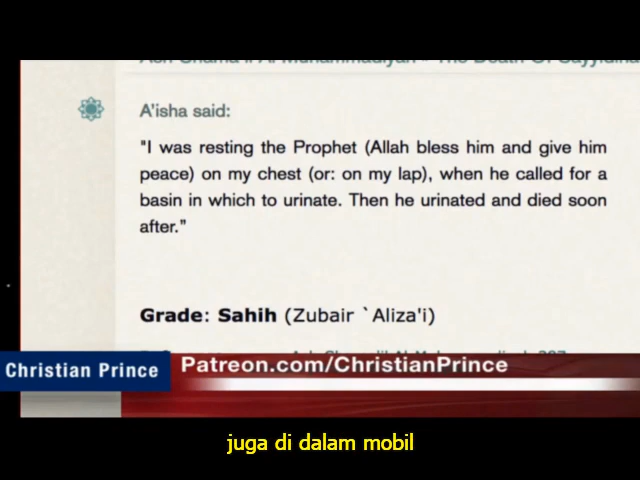 A'isha said:
"I was resting the Prophet (Allah bless him and give him
peace) on my chest (or: on my lap), when he called for a
basin in which to urinate. Then he urinated and died soon
after."
Grade: Sahih (Zubair `Aliza'i)
Christian Prince
Patreon.com/ChristianPrince
juga di dalam mobil